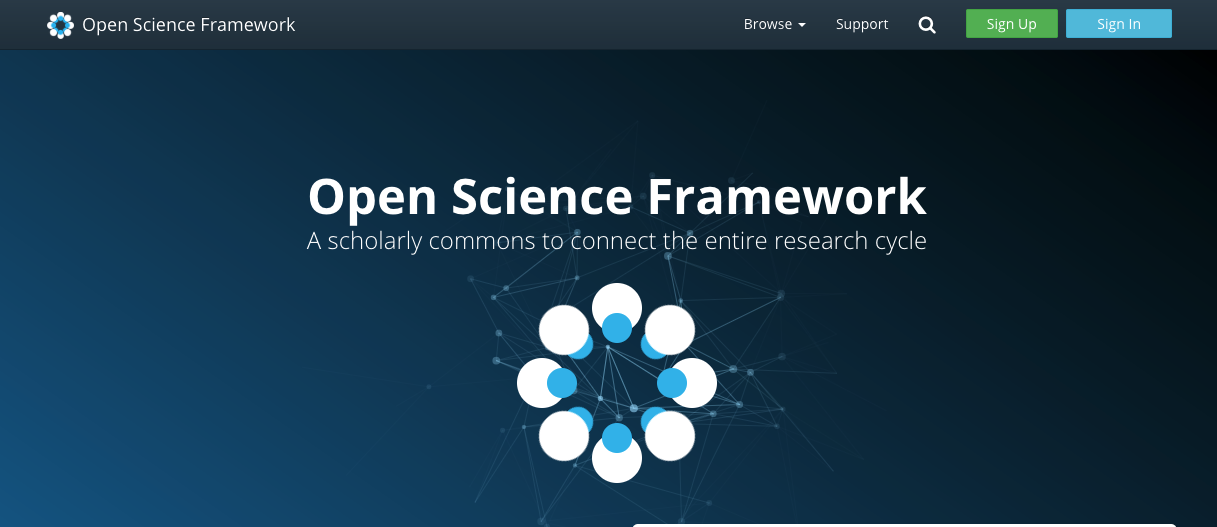 Open Science Framework
Browse Support Sign Up Sign In
Open Science Framework
A scholarly commons to connect the entire research cycle